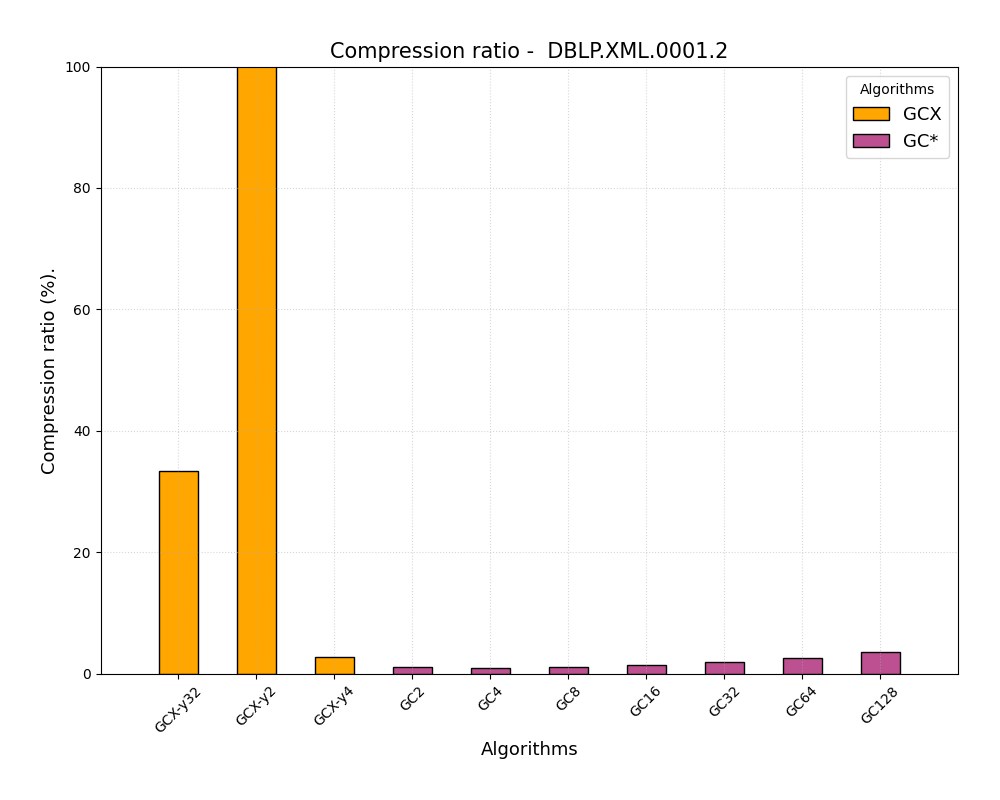 Compression ratio -  DBLP.XML.0001.2
Algorithms
GCX
GC*
Compression ratio (%).
100
80
60
40
20
0
GCX-y32
GCX-y2
GCX-y4
GC2
GC4
GC8
GC16
GC32
GC64
GC128
Algorithms